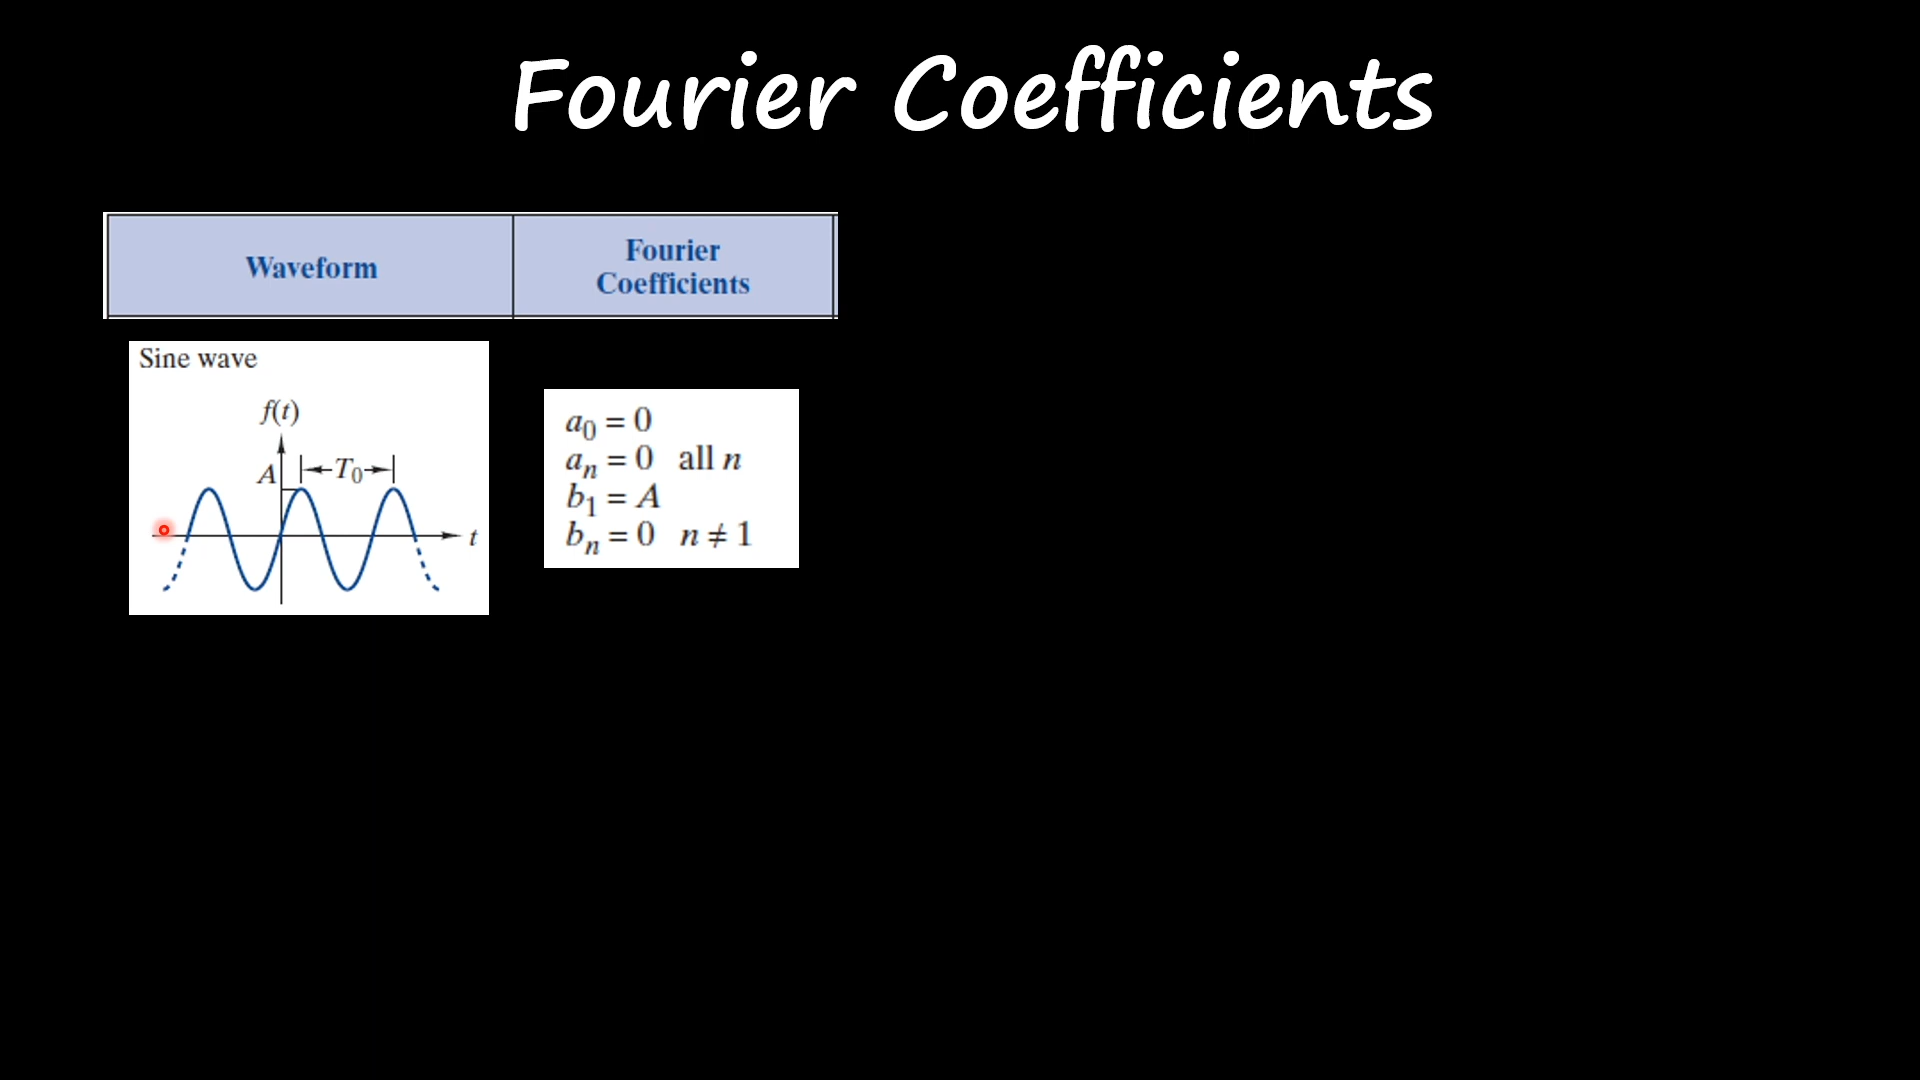 Fourier Coefficients
Waveform
Fourier
Coefficients
Sine wave
f(t)
A
T₀
t
a₀ = 0
aₙ = 0 all n
b₁ = A
bₙ = 0 n ≠ 1